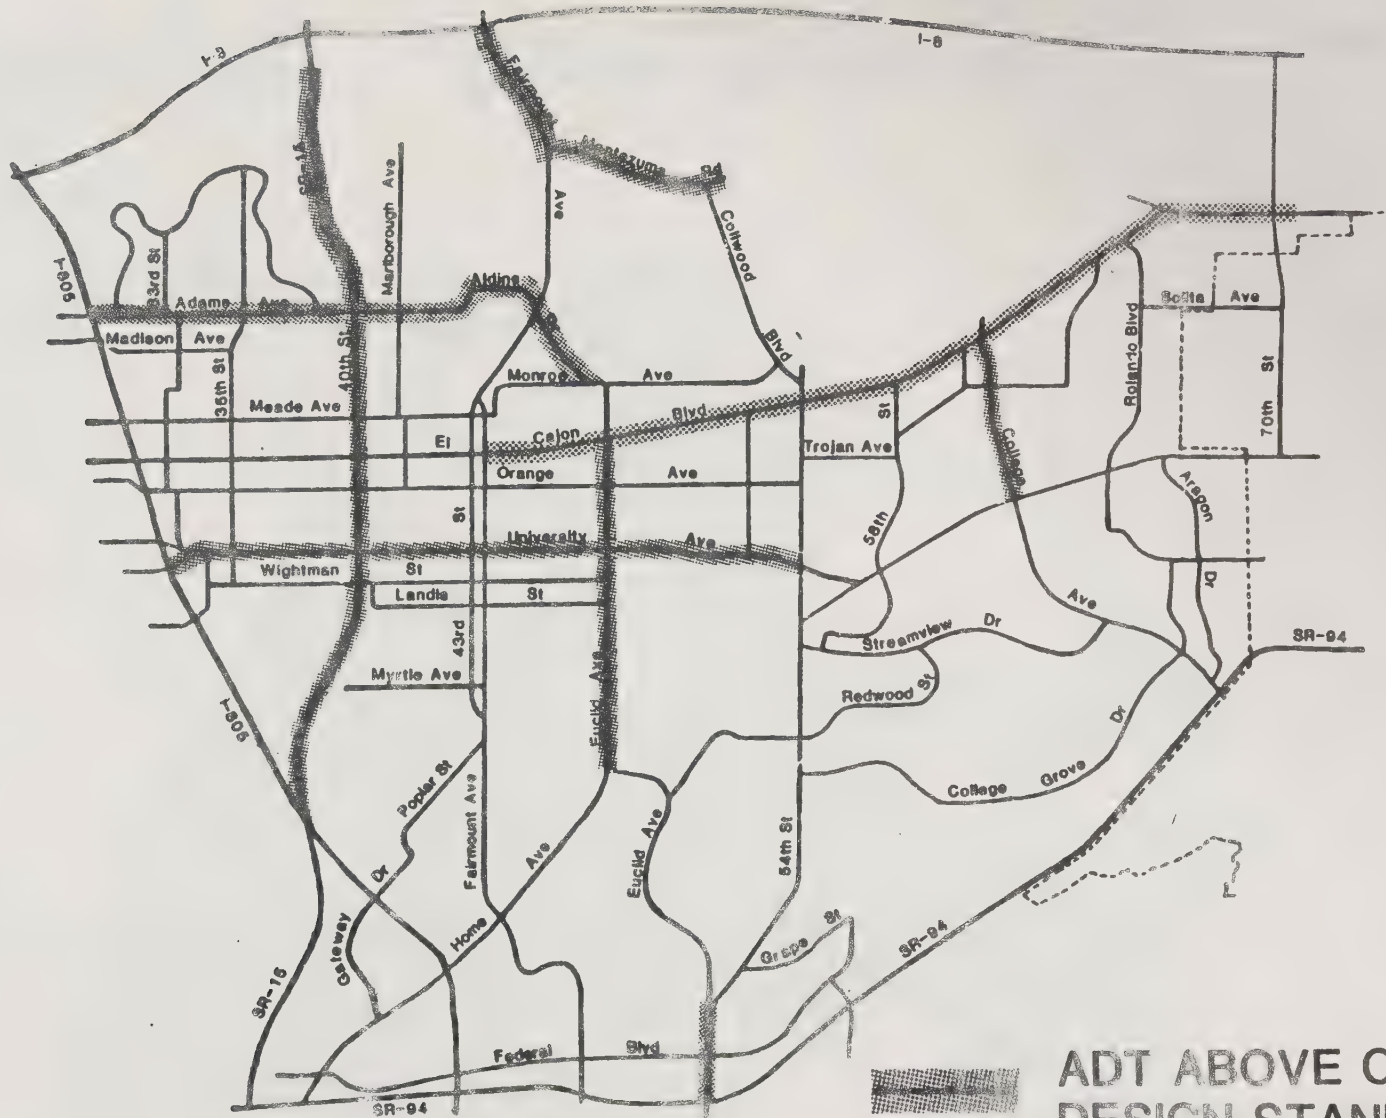 I-8
I-8
Fairmount
SR-15
Montezuma Rd
Marlborough Ave
Ave
Collwood
Blvd
I-805
33rd St
Adams Ave
Aldine
Dr
Madison Ave
35th St
40th St
Monroe Ave
Meade Ave
El Cajon Blvd
Orange Ave
Trojan Ave
St
58th
College
Ave
Rolando Blvd
Solita Ave
70th St
Aragon
Dr
University Ave
Wightman St
Landis St
43rd
St
Myrtle Ave
Euclid Ave
Streamview Dr
Redwood St
SR-94
I-805
Poplar St
Fairmount Ave
Home Ave
Euclid Ave
54th St
College Grove Dr
Gateway Dr
SR-15
Grape St
SR-94
Federal Blvd
SR-94
ADT ABOVE